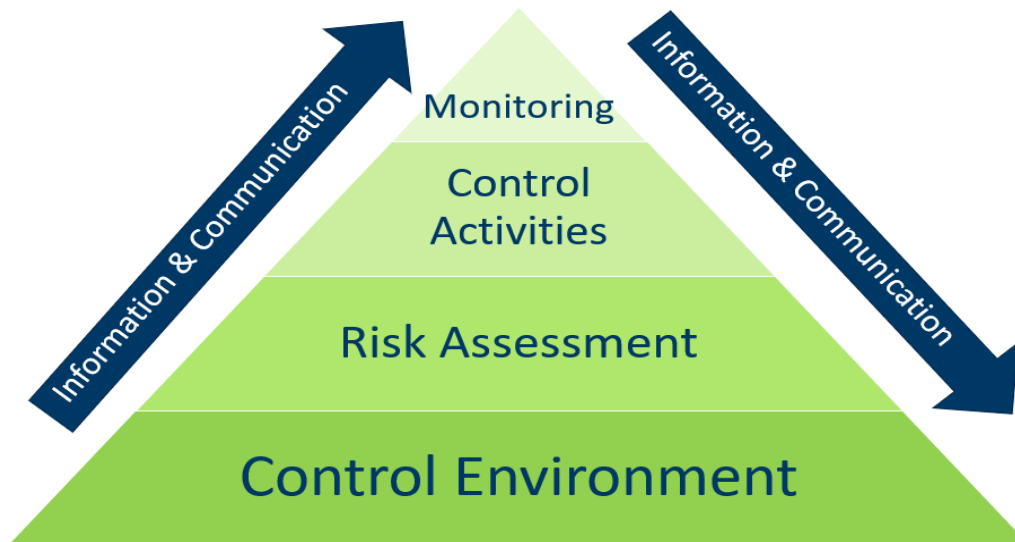 Information & Communication
Information & Communication
Monitoring
Control
Activities
Risk Assessment
Control Environment